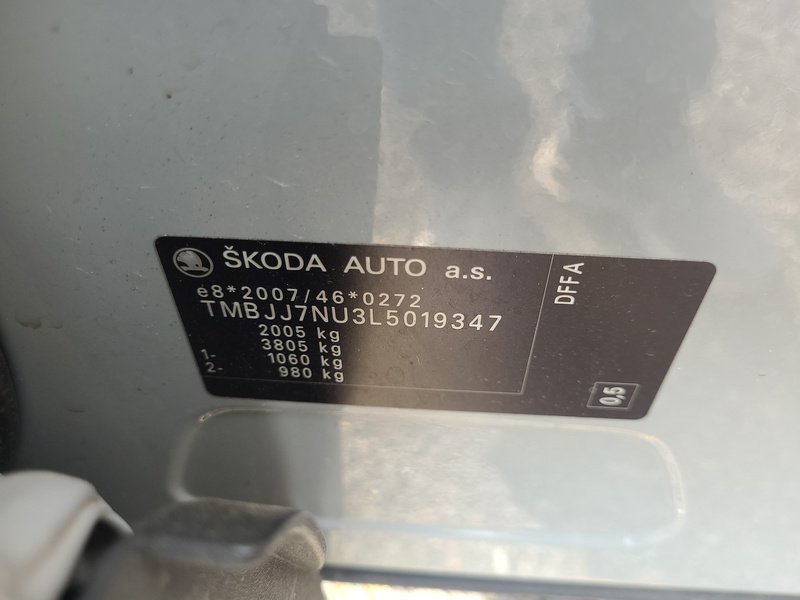 ŠKODA AUTO a.s.
e8*2007/46*0272
TMBJJ7NU3L5019347
2005 kg
3805 kg
1- 1060 kg
2- 980 kg
DFFA
0,5